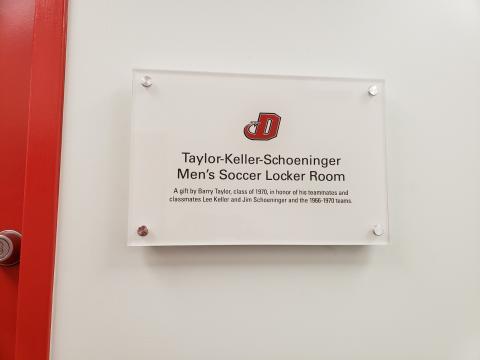 D
Taylor-Keller-Schoeninger
Men's Soccer Locker Room
A gift by Barry Taylor, class of 1970, in honor of his teammates and
classmates Lee Keller and Jim Schoeninger and the 1966-1970 teams.